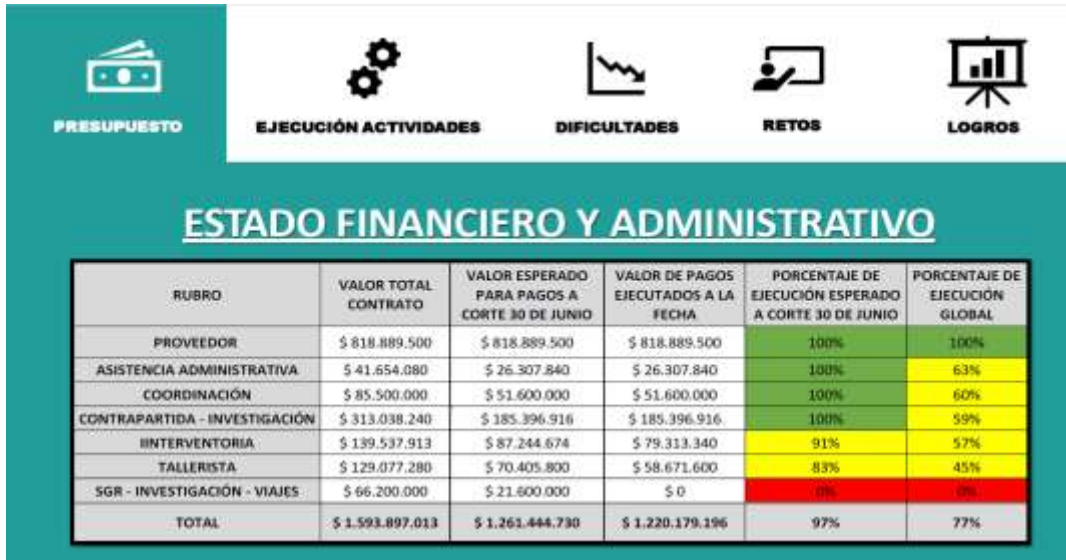 PRESUPUESTO
EJECUCIÓN ACTIVIDADES
DIFICULTADES
RETOS
LOGROS
ESTADO FINANCIERO Y ADMINISTRATIVO
RUBRO
VALOR TOTAL
CONTRATO
VALOR ESPERADO
PARA PAGOS A
CORTE 30 DE JUNIO
VALOR DE PAGOS
EJECUTADOS A LA
FECHA
PORCENTAJE DE
EJECUCIÓN ESPERADO
A CORTE 30 DE JUNIO
PORCENTAJE DE
EJECUCIÓN
GLOBAL
PROVEEDOR $ 818.889.500 $ 818.889.500 $ 818.889.500 100% 100%
ASISTENCIA ADMINISTRATIVA $ 41.654.080 $ 26.307.840 $ 26.307.840 100% 63%
COORDINACIÓN $ 85.500.000 $ 51.600.000 $ 51.600.000 100% 60%
CONTRAPARTIDA - INVESTIGACIÓN $ 313.038.240 $ 185.396.916 $ 185.396.916 100% 59%
IINTERVENTORIA $ 139.537.913 $ 87.244.674 $ 79.313.340 91% 57%
TALLERISTA $ 129.077.280 $ 70.405.800 $ 58.671.600 83% 45%
SGR - INVESTIGACIÓN - VIAJES $ 66.200.000 $ 21.600.000 $ 0 0% 0%
TOTAL $ 1.593.897.013 $ 1.261.444.730 $ 1.220.179.196 97% 77%